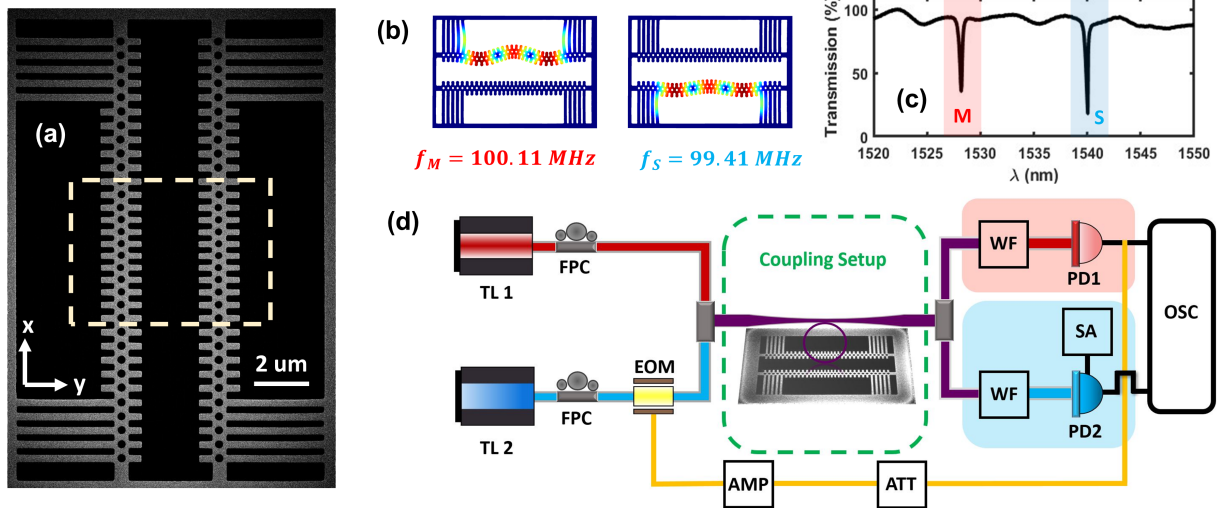 (a)
x
y
2 um
(b)
f_M = 100.11 MHz
f_S = 99.41 MHz
Transmission (%)
100
50
0
(c)
M
S
1520
1525
1530
1535
1540
1545
1550
λ (nm)
(d)
TL 1
FPC
TL 2
FPC
EOM
Coupling Setup
WF
PD1
SA
WF
PD2
OSC
AMP
ATT